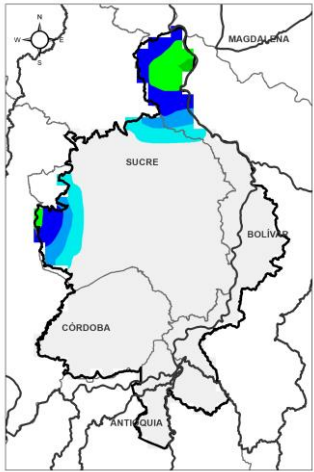 N
W E
S
MAGDALENA
SUCRE
BOLÍVAR
CÓRDOBA
ANTIOQUIA